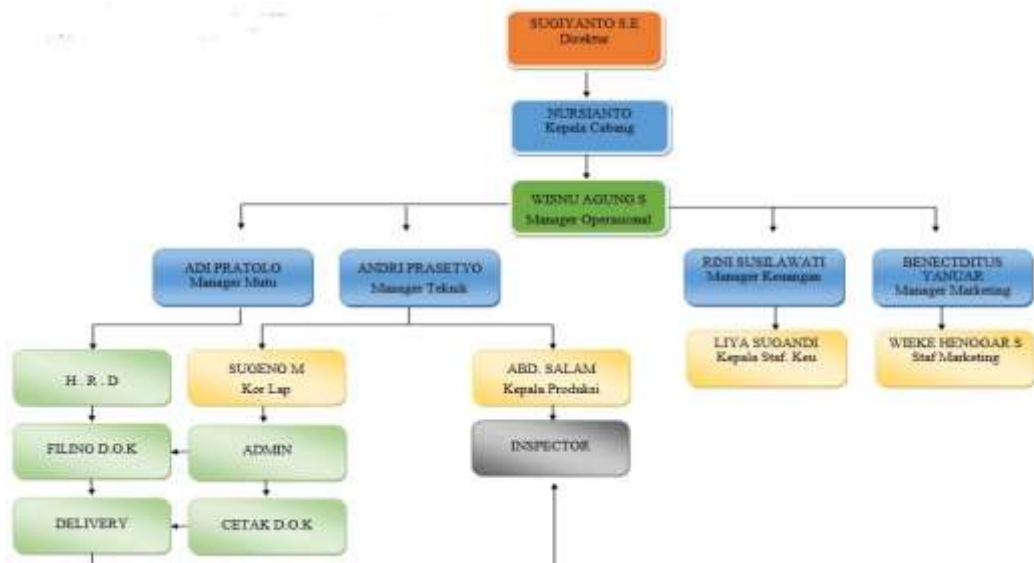 SUGIYANTO S.E
Direktur
NURSIANTO
Kepala Cabang
WISNU AGUNG S
Manager Operasional
ADI PRATOLO
Manager Mutu
ANDRI PRASETYO
Manager Teknik
RINI SUSILAWATI
Manager Keuangan
BENECTDITUS
YANUAR
Manager Marketing
H . R . D
SUGENG M
Kor Lap
ABD. SALAM
Kepala Produksi
LIYA SUGANDI
Kepala Staf. Keu
WIEKE HENGGAR S
Staf Marketing
FILING D.O.K
ADMIN
INSPECTOR
DELIVERY
CETAK D.O.K